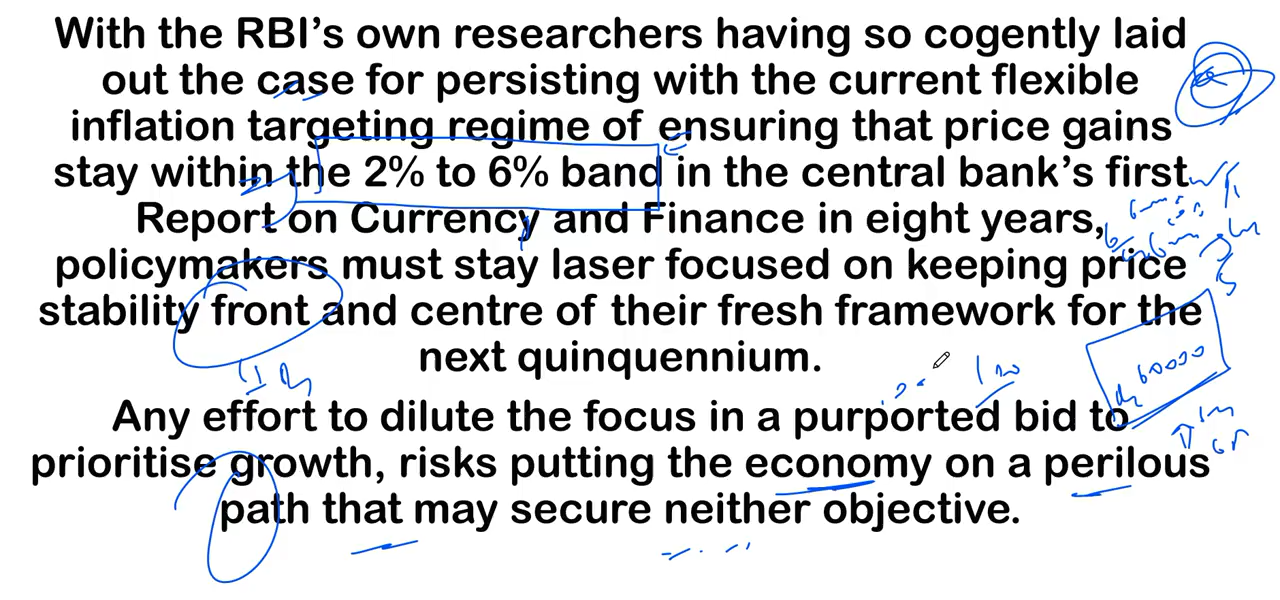 With the RBI's own researchers having so cogently laid
out the case for persisting with the current flexible
inflation targeting regime of ensuring that price gains
stay within the 2% to 6% band in the central bank's first
Report on Currency and Finance in eight years,
policymakers must stay laser focused on keeping price
stability front and centre of their fresh framework for the
next quinquennium.
Any effort to dilute the focus in a purported bid to
prioritise growth, risks putting the economy on a perilous
path that may secure neither objective.
60000